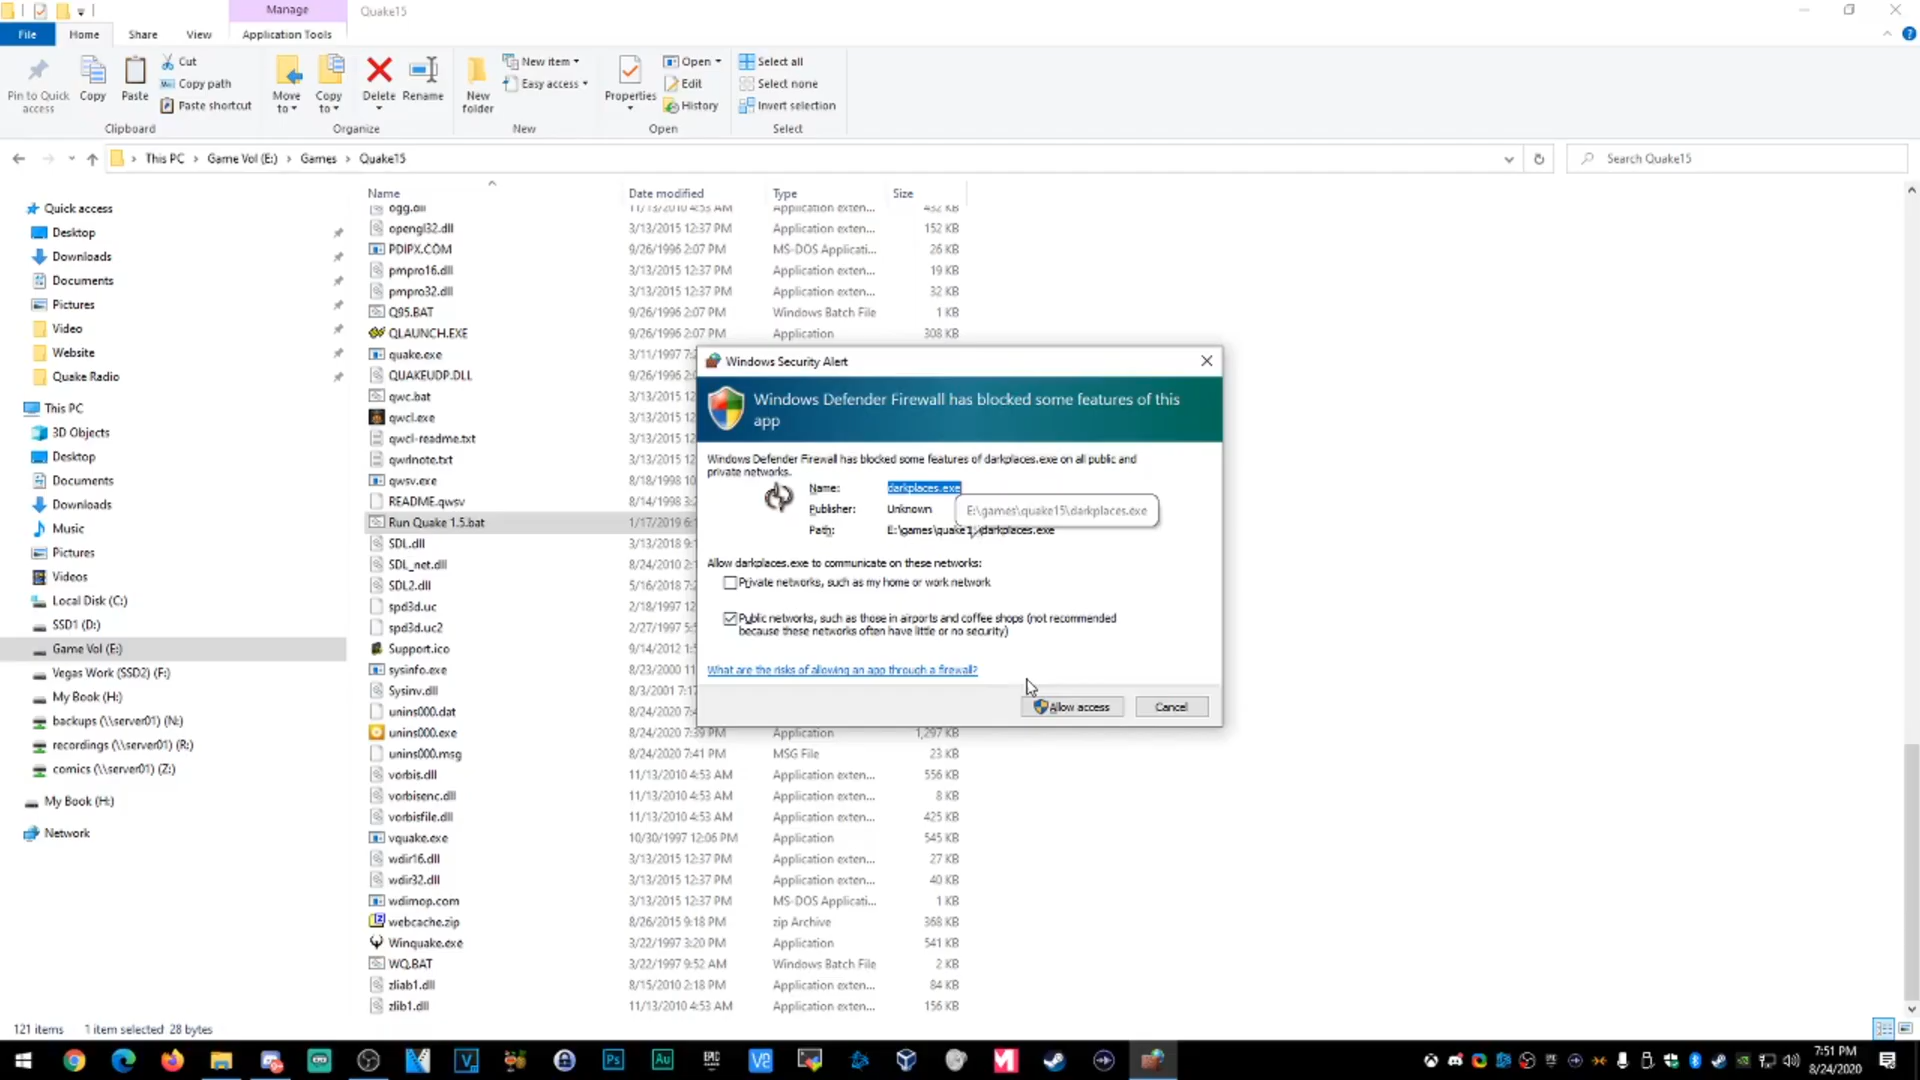 Manage
Quake15
File
Home
Share
View
Application Tools
Pin to Quick access
Copy
Paste
Cut
Copy path
Paste shortcut
Move to
Copy to
Delete
Rename
New folder
New item
Easy access
Properties
Open
Edit
History
Select all
Select none
Invert selection
Clipboard
Organize
New
Open
Select
This PC > Game Vol (E:) > Games > Quake15
Search Quake15
Quick access
Desktop
Downloads
Documents
Pictures
Video
Website
Quake Radio
This PC
3D Objects
Desktop
Documents
Downloads
Music
Pictures
Videos
Local Disk (C:)
SSD1 (D:)
Game Vol (E:)
Vegas Work (SSD2) (F:)
My Book (H:)
backups (\\server01) (N:)
recordings (\\server01) (R:)
comics (\\server01) (Z:)
My Book (H:)
Network
Name Date modified Type Size
ogg.dll 11/13/2010 4:53 AM Application exten... 432 KB
opengl32.dll 3/13/2015 12:37 PM Application exten... 152 KB
PDIPX.COM 9/26/1996 2:07 PM MS-DOS Applicati... 26 KB
pmpro16.dll 3/13/2015 12:37 PM Application exten... 19 KB
pmpro32.dll 3/13/2015 12:37 PM Application exten... 32 KB
Q95.BAT 9/26/1996 2:07 PM Windows Batch File 1 KB
QLAUNCH.EXE 9/26/1996 2:07 PM Application 308 KB
quake.exe 3/11/1997 7:
QUAKEUDP.DLL 9/26/1996 2:
qwc.bat 3/13/2015 12
qwcl.exe 3/13/2015 12
qwcl-readme.txt 3/13/2015 12
qwrlnote.txt 3/13/2015 12
qwsv.exe 8/18/1998 10
README.qwsv 8/14/1998 3:
Run Quake 1.5.bat 1/17/2019 6:
SDL.dll 3/13/2018 9:
SDL_net.dll 8/24/2010 2:
SDL2.dll 5/16/2018 7:
spd3d.uc 2/18/1997 12
spd3d.uc2 2/27/1997 5:
Support.ico 9/14/2012 1:
sysinfo.exe 8/23/2000 11
Sysinv.dll 8/3/2001 7:1
unins000.dat 8/24/2020 7:
unins000.exe 8/24/2020 7:39 PM Application 1,297 KB
unins000.msg 8/24/2020 7:41 PM MSG File 23 KB
vorbis.dll 11/13/2010 4:53 AM Application exten... 556 KB
vorbisenc.dll 11/13/2010 4:53 AM Application exten... 8 KB
vorbisfile.dll 11/13/2010 4:53 AM Application exten... 425 KB
vquake.exe 10/30/1997 12:06 PM Application 545 KB
wdir16.dll 3/13/2015 12:37 PM Application exten... 27 KB
wdir32.dll 3/13/2015 12:37 PM Application exten... 40 KB
wdimop.com 3/13/2015 12:37 PM MS-DOS Applicati... 1 KB
webcache.zip 8/26/2015 9:18 PM zip Archive 368 KB
Winquake.exe 3/22/1997 3:20 PM Application 541 KB
WQ.BAT 3/22/1997 9:52 AM Windows Batch File 2 KB
zliab1.dll 8/15/2010 2:18 PM Application exten... 84 KB
zlib1.dll 11/13/2010 4:53 AM Application exten... 156 KB
Windows Security Alert
Windows Defender Firewall has blocked some features of this
app
Windows Defender Firewall has blocked some features of darkplaces.exe on all public and
private networks.
Name: darkplaces.exe
Publisher: Unknown
E:\games\quake15\darkplaces.exe
Path: E:\games\quake1 \darkplaces.exe
Allow darkplaces.exe to communicate on these networks:
Private networks, such as my home or work network
Public networks, such as those in airports and coffee shops (not recommended
because these networks often have little or no security)
What are the risks of allowing an app through a firewall?
Allow access
Cancel
121 items 1 item selected 28 bytes
Ps
Au
EPIC
7:51 PM
8/24/2020